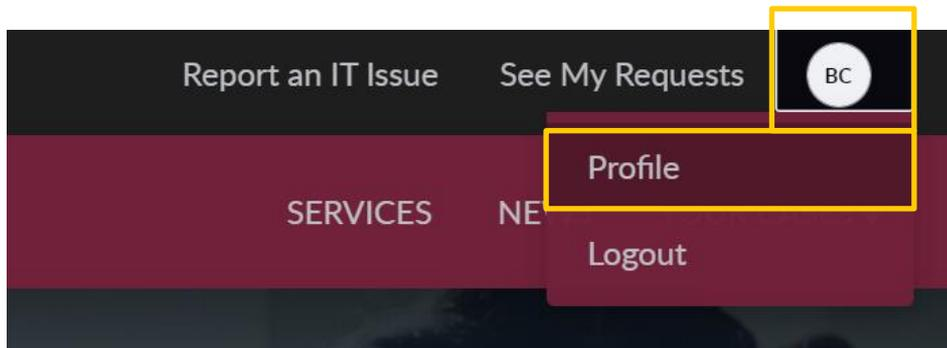 Report an IT Issue See My Requests BC
Profile
SERVICES
Logout